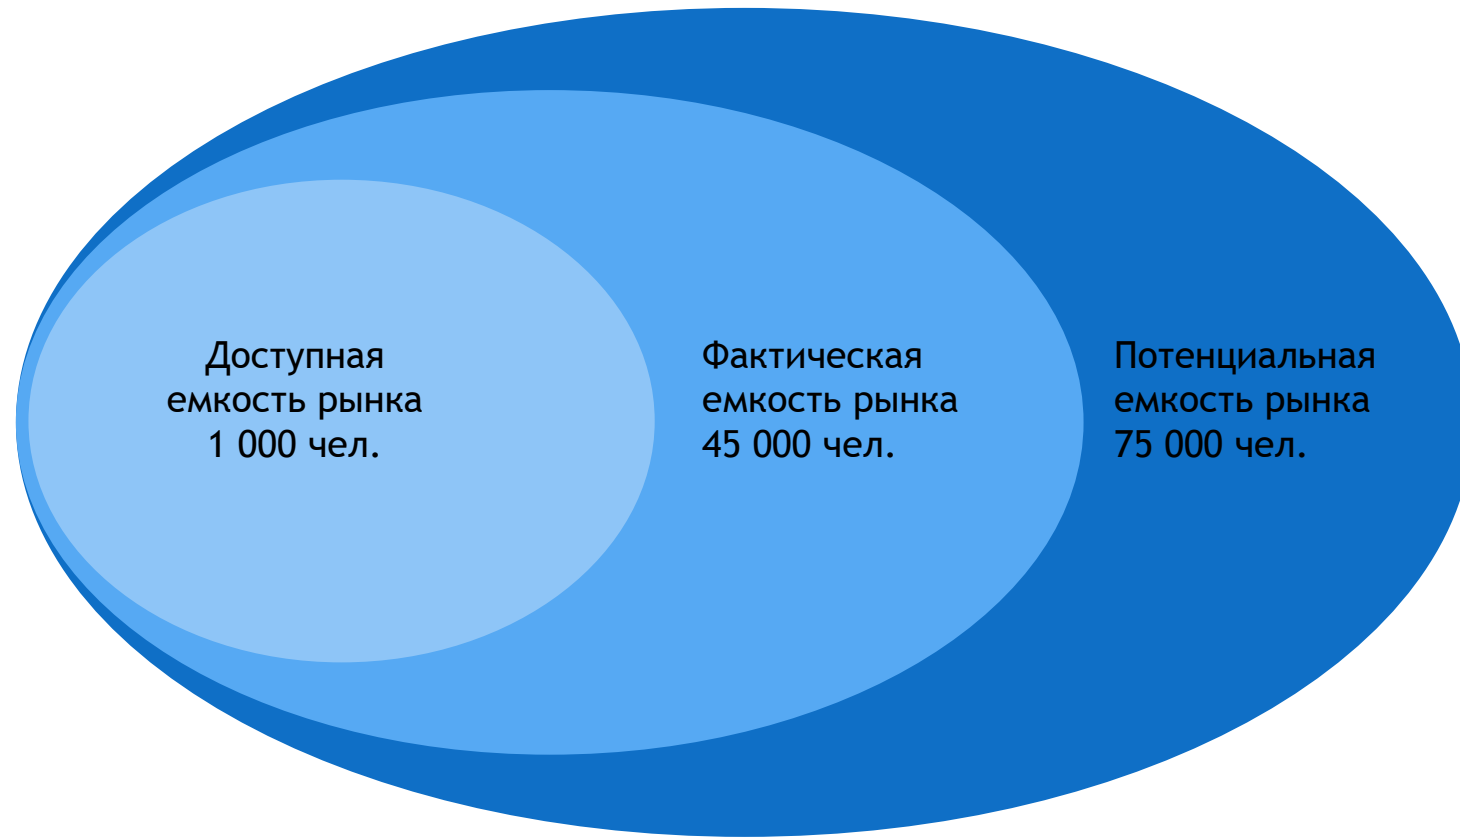 Доступная
емкость рынка
1 000 чел.
Фактическая
емкость рынка
45 000 чел.
Потенциальная
емкость рынка
75 000 чел.